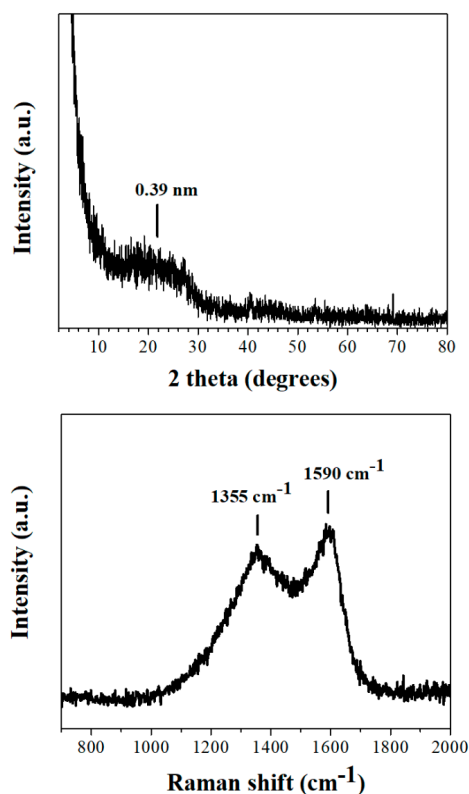 Intensity (a.u.)
0.39 nm
10 20 30 40 50 60 70 80
2 theta (degrees)
Intensity (a.u.)
1355 cm-1
1590 cm-1
800 1000 1200 1400 1600 1800 2000
Raman shift (cm-1)